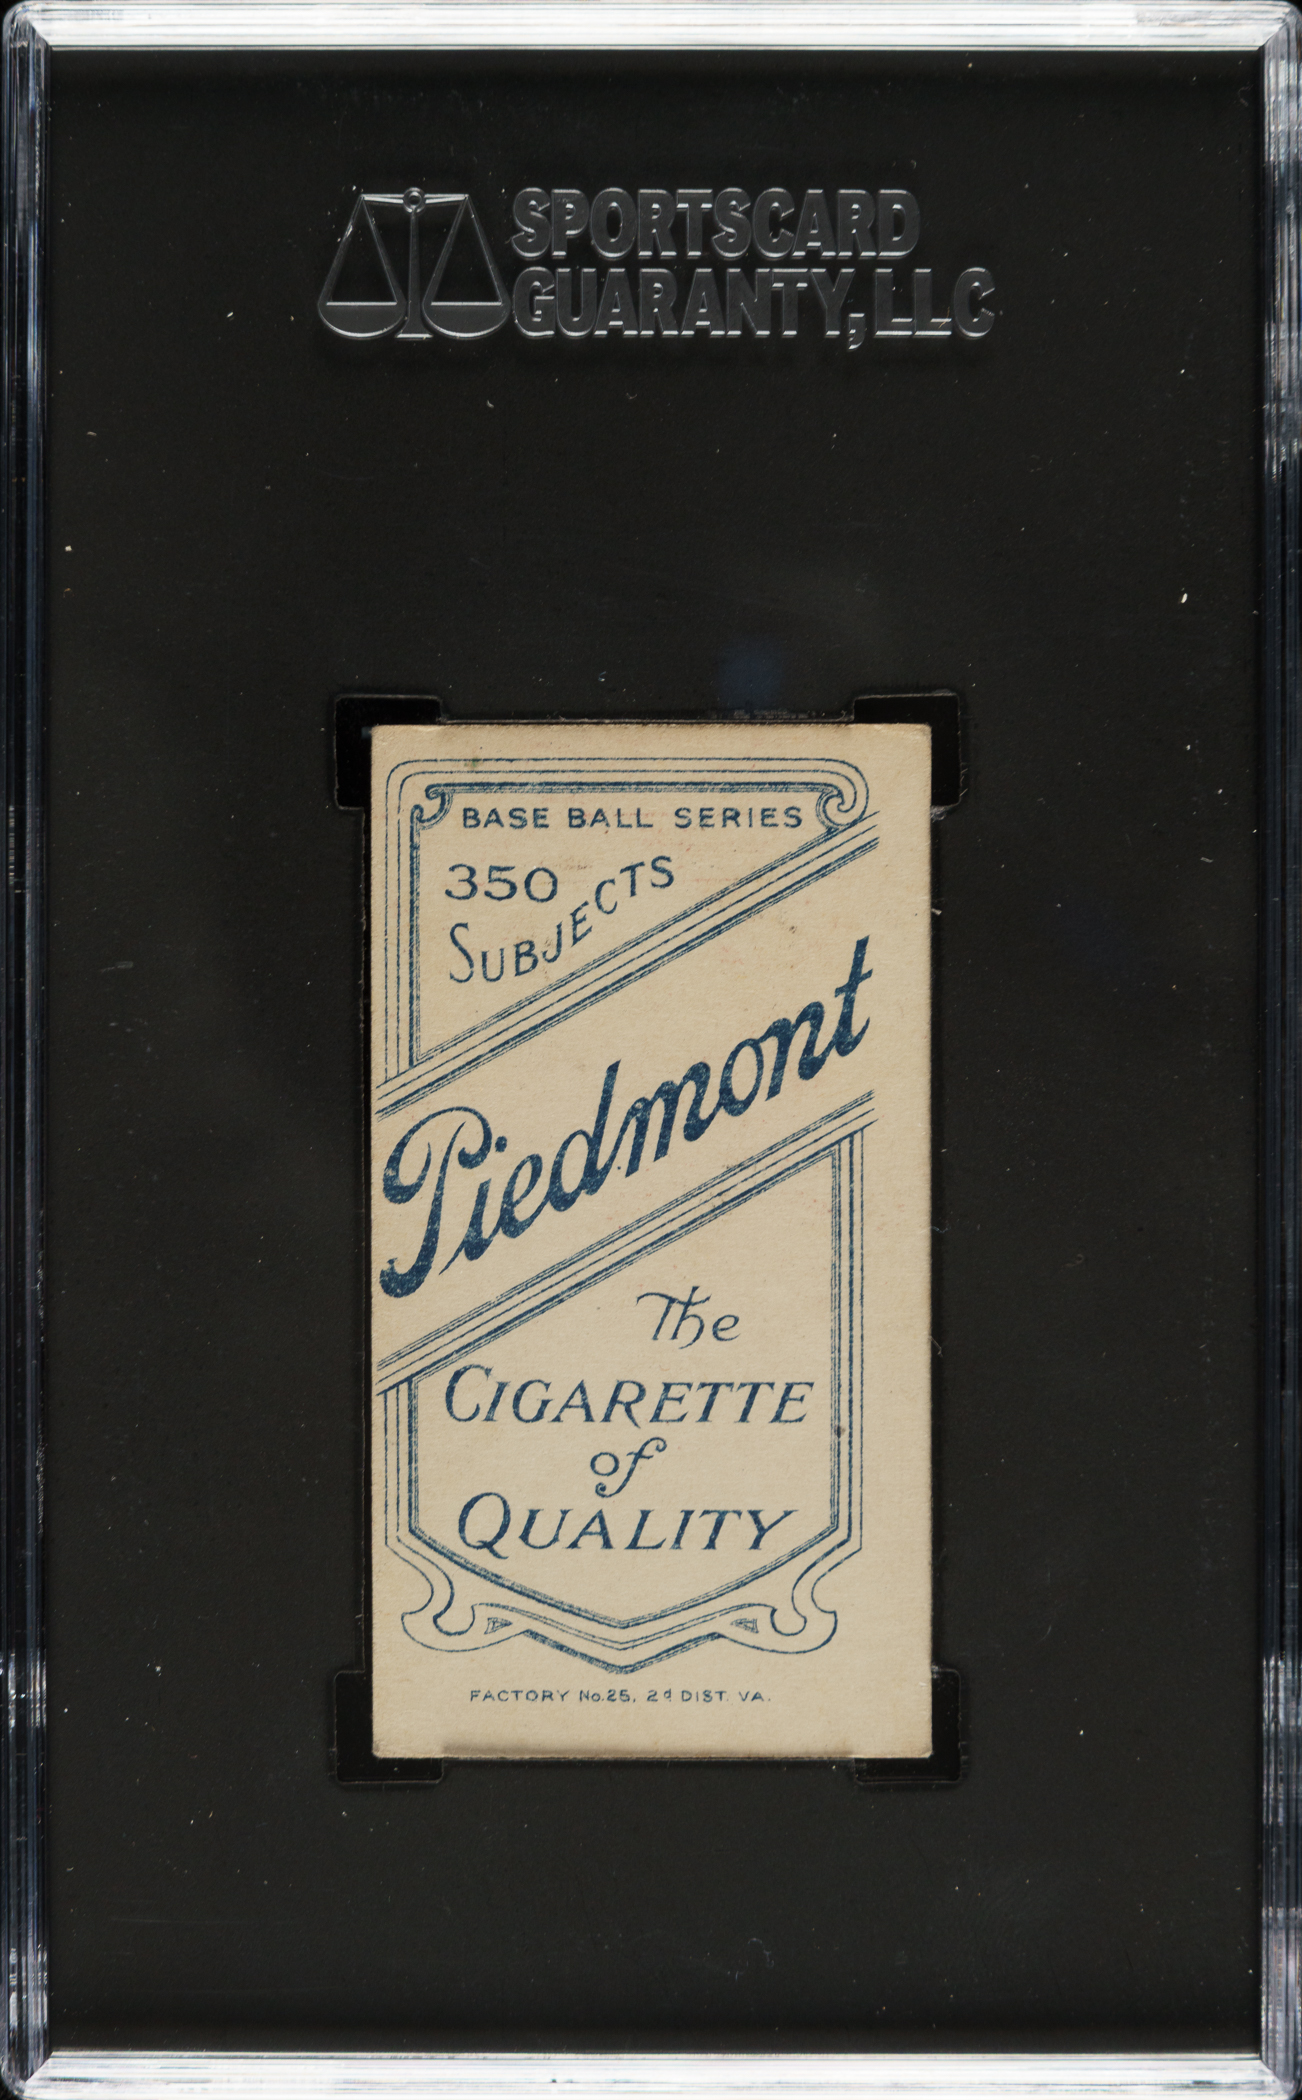 SPORTSCARD
GUARANTY, LLC
BASE BALL SERIES
350
SUBJECTS
Piedmont
The
CIGARETTE
of
QUALITY
FACTORY No. 25, 2d DIST. VA.